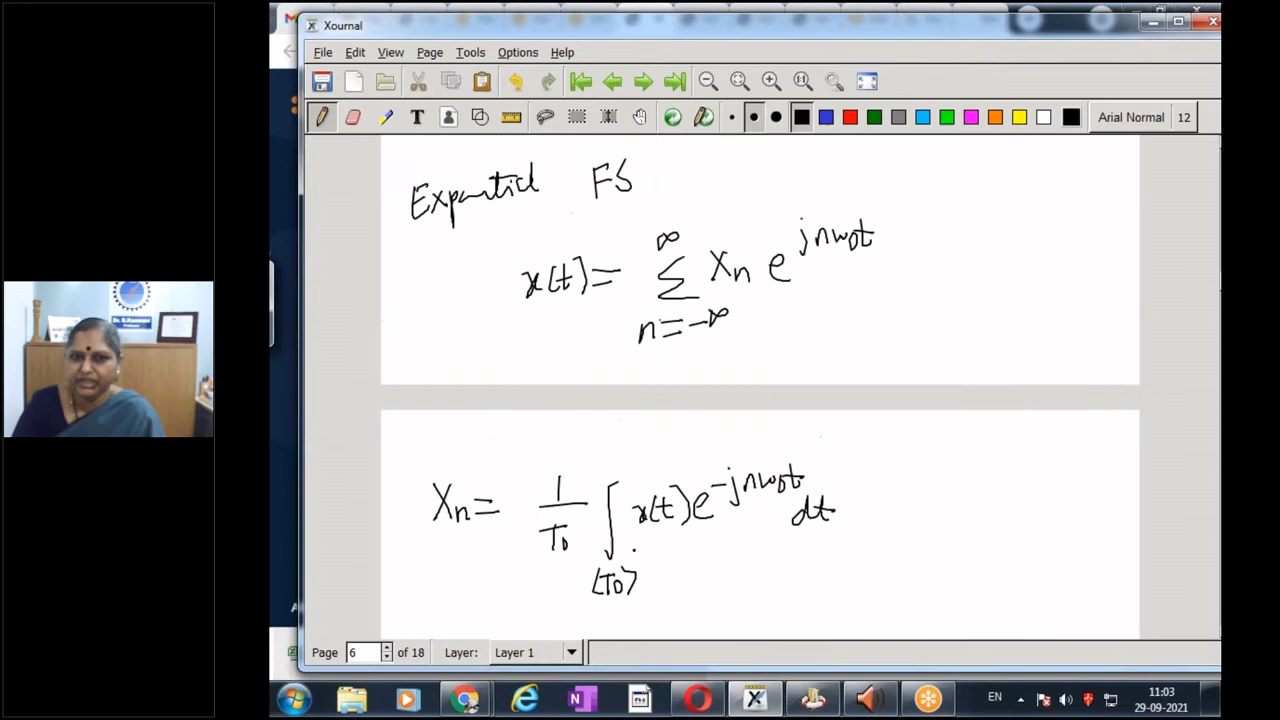 Xournal
File Edit View Page Tools Options Help
Arial Normal 12
Exponential FS
∞
x(t)= Σ Xn e^jnω0t
n=-∞
Xn= 1/T0 ∫ x(t)e^-jnω0t dt
⟨T0⟩
Page 6 of 18 Layer: Layer 1
EN 11:03
29-09-2021